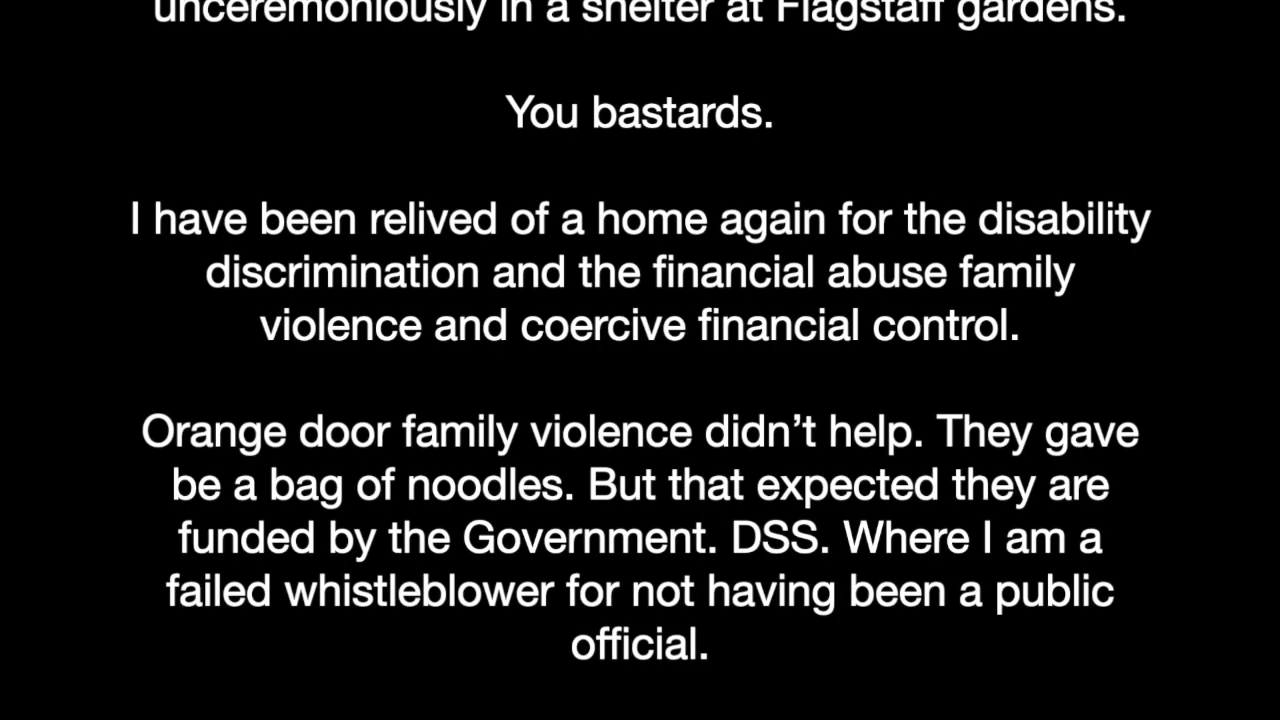 unceremoniously in a shelter at Flagstaff gardens.
You bastards.
I have been relived of a home again for the disability
discrimination and the financial abuse family
violence and coercive financial control.
Orange door family violence didn’t help. They gave
be a bag of noodles. But that expected they are
funded by the Government. DSS. Where I am a
failed whistleblower for not having been a public
official.